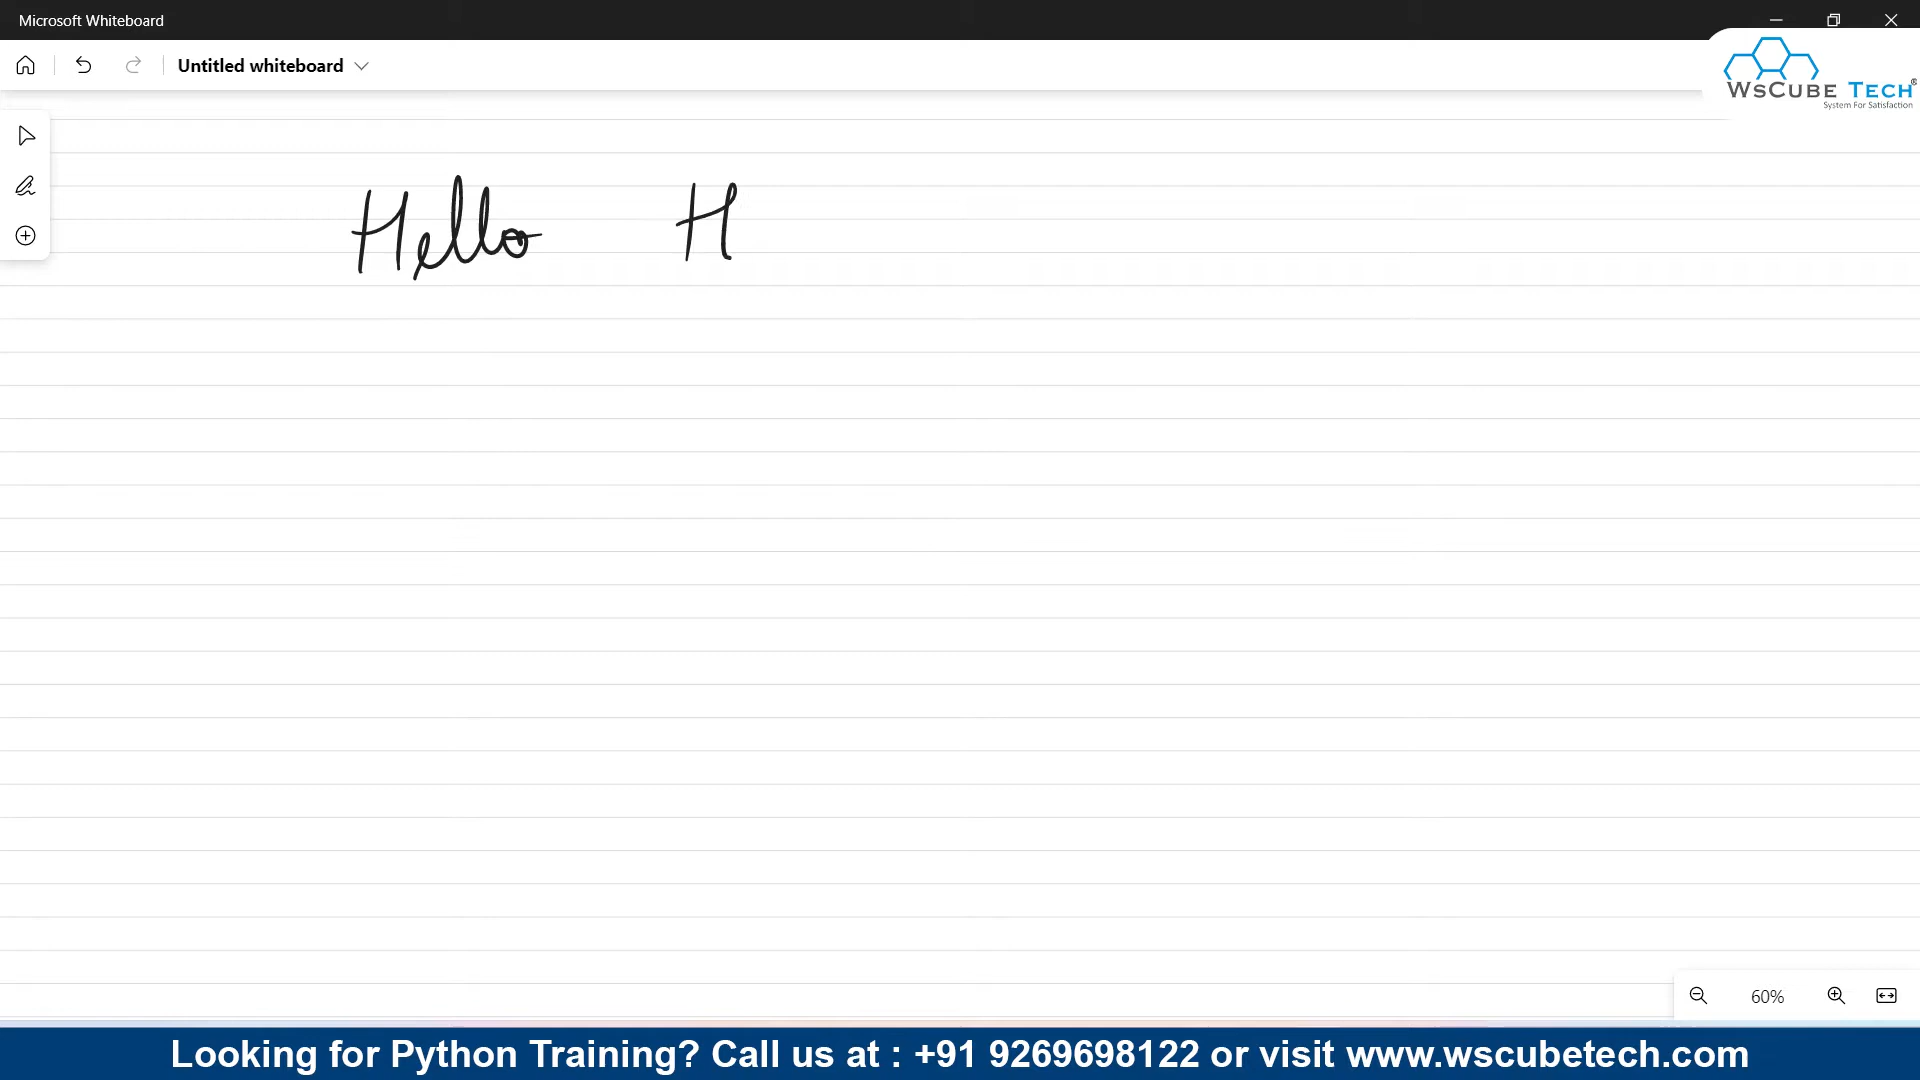 Microsoft Whiteboard
Untitled whiteboard
WsCube Tech®
System For Satisfaction
Hello H
60%
Looking for Python Training? Call us at : +91 9269698122 or visit www.wscubetech.com